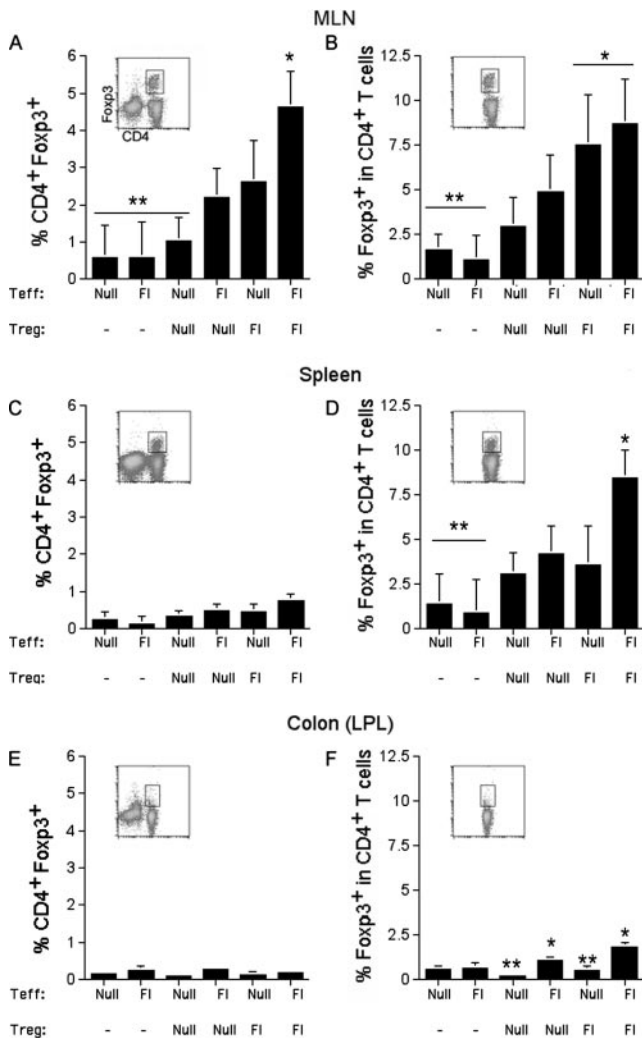 MLN
A
% CD4+ Foxp3+
6
5
4
3
2
1
0
Foxp3
CD4
**
*
Teff: Null Fl Null Fl Null Fl
Treg: - - Null Null Fl Fl
B
% Foxp3+ in CD4+ T cells
12.5
10
7.5
5
2.5
0
**
*
Null Fl Null Fl Null Fl
- - Null Null Fl Fl
Spleen
C
% CD4+ Foxp3+
6
5
4
3
2
1
0
Teff: Null Fl Null Fl Null Fl
Treg: - - Null Null Fl Fl
D
% Foxp3+ in CD4+ T cells
12.5
10
7.5
5
2.5
0
**
*
Null Fl Null Fl Null Fl
- - Null Null Fl Fl
Colon (LPL)
E
% CD4+ Foxp3+
6
5
4
3
2
1
0
Teff: Null Fl Null Fl Null Fl
Treg: - - Null Null Fl Fl
F
% Foxp3+ in CD4+ T cells
12.5
10
7.5
5
2.5
0
** * ** *
Null Fl Null Fl Null Fl
- - Null Null Fl Fl